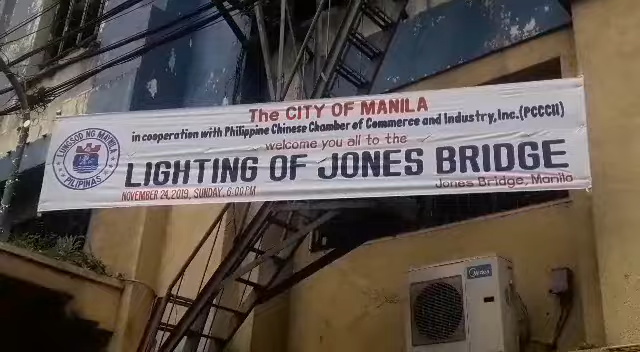 The CITY OF MANILA
in cooperation with Philippine Chinese Chamber of Commerce and Industry, Inc. (PCCCII)
welcome you all to the
LIGHTING OF JONES BRIDGE
NOVEMBER 24, 2019, SUNDAY, 6:00 PM
Jones Bridge, Manila
LUNGSOD NG MAYNILA
PILIPINAS
Midea